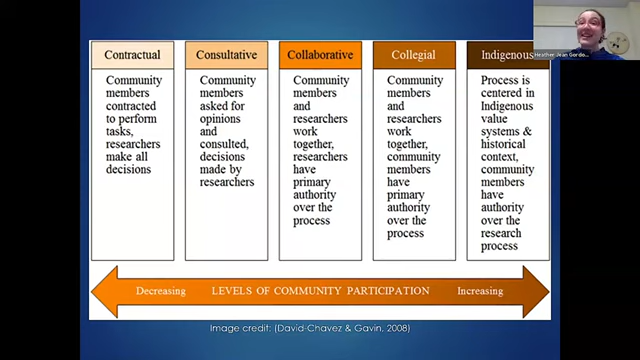 Contractual
Community
members
contracted
to perform
tasks,
researchers
make all
decisions
Consultative
Community
members
asked for
opinions
and
consulted,
decisions
made by
researchers
Collaborative
Community
members
and
researchers
work
together,
researchers
have
primary
authority
over the
process
Collegial
Community
members
and
researchers
work
together,
community
members
have
primary
authority
over the
process
Indigenous
Process is
centered in
Indigenous
value
systems &
historical
context,
community
members
have
authority
over the
research
process
Decreasing LEVELS OF COMMUNITY PARTICIPATION Increasing
Image credit: (David-Chavez & Gavin, 2008)
Heather Jean Gordo...